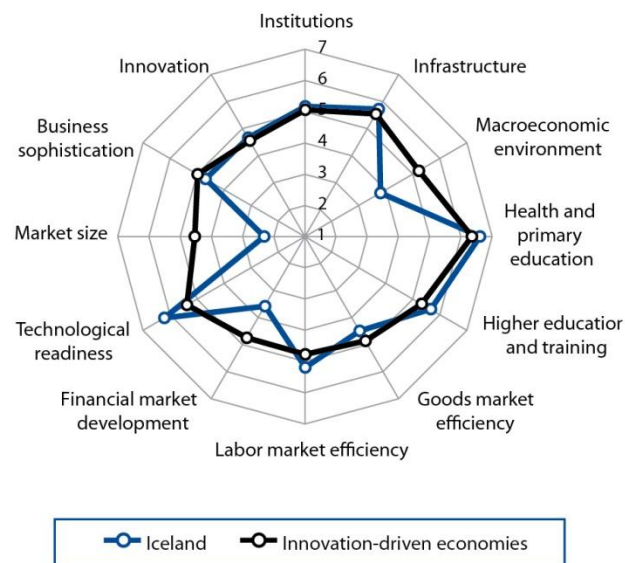 Institutions
7
6
5
4
3
2
1
Infrastructure
Macroeconomic
environment
Health and
primary
education
Higher educatior
and training
Goods market
efficiency
Labor market efficiency
Financial market
development
Technological
readiness
Market size
Business
sophistication
Innovation
Iceland
Innovation-driven economies